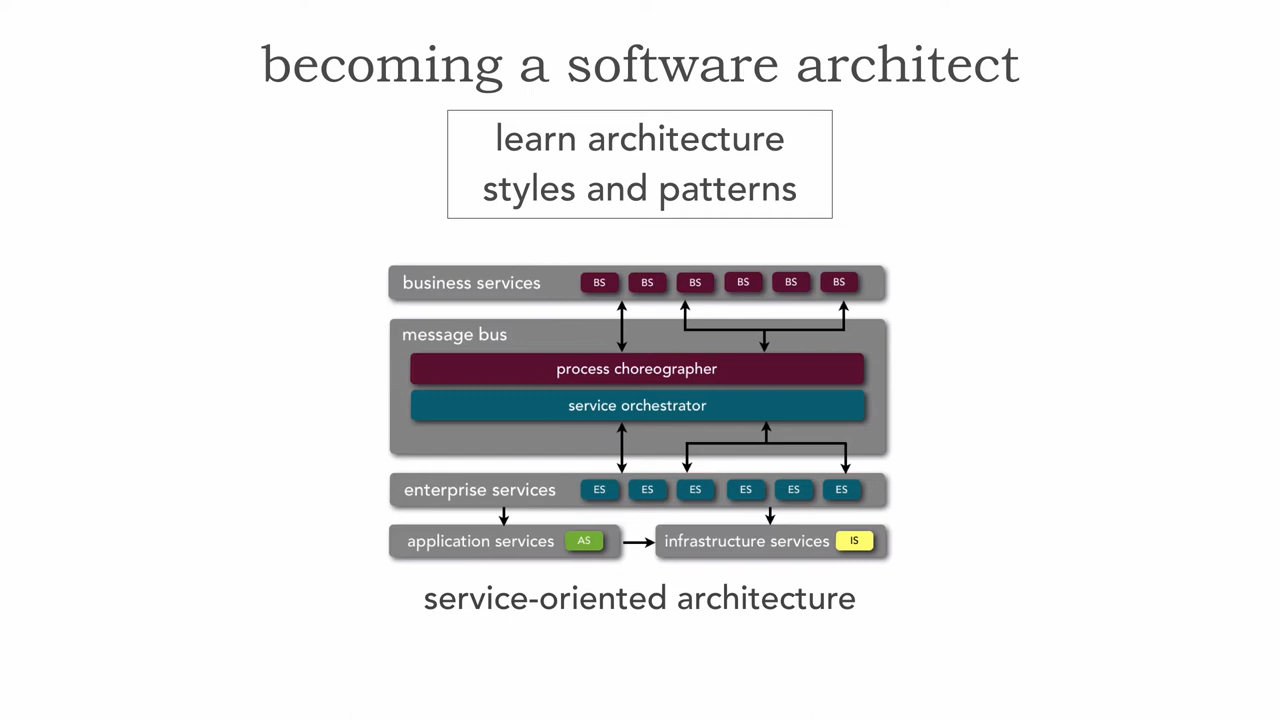 becoming a software architect
learn architecture
styles and patterns
business services BS BS BS BS BS BS
message bus
process choreographer
service orchestrator
enterprise services ES ES ES ES ES ES
application services AS infrastructure services IS
service-oriented architecture